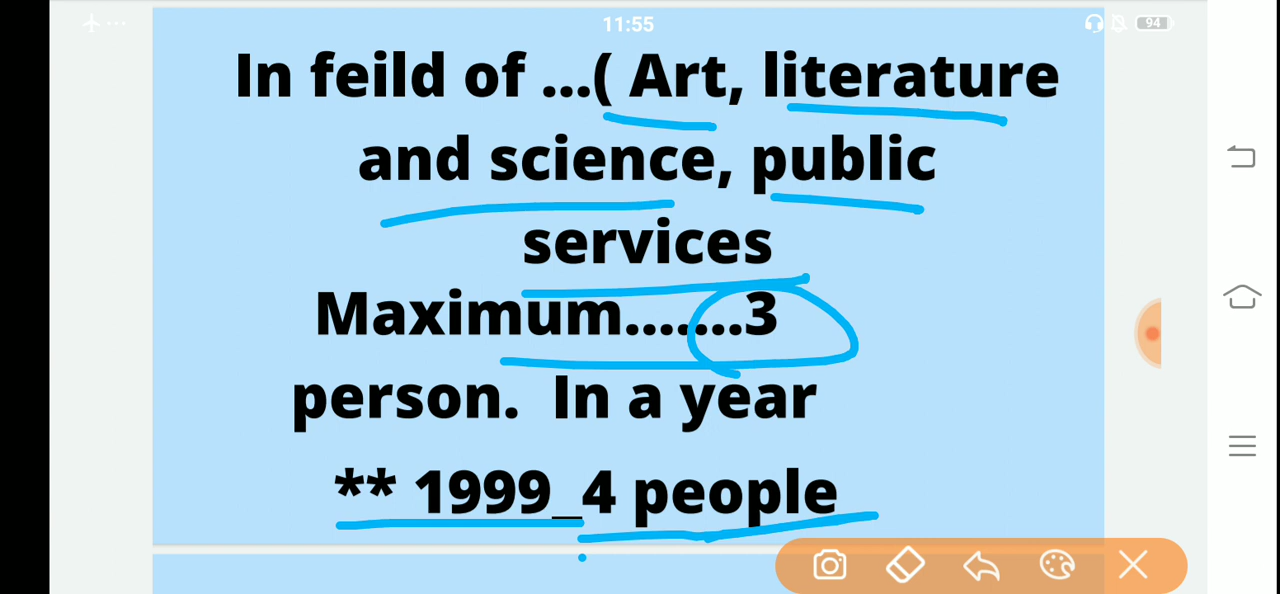 11:55
94
In feild of ...( Art, literature
and science, public
services
Maximum.......3
person.  In a year
** 1999_4 people